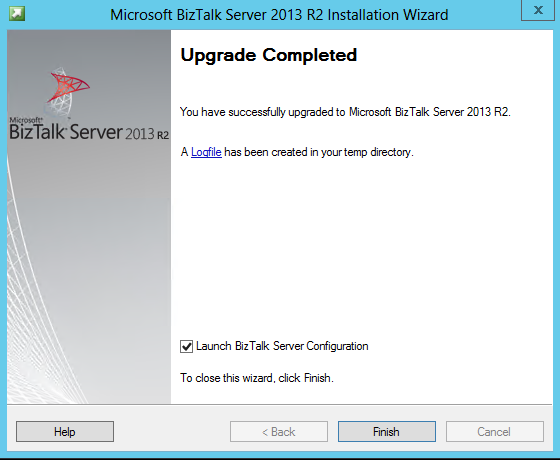 Microsoft BizTalk Server 2013 R2 Installation Wizard
x
Upgrade Completed
You have successfully upgraded to Microsoft BizTalk Server 2013 R2.
Microsoft®
BizTalk® Server 2013 R2
A Logfile has been created in your temp directory.
Launch BizTalk Server Configuration
To close this wizard, click Finish.
Help
< Back
Finish
Cancel